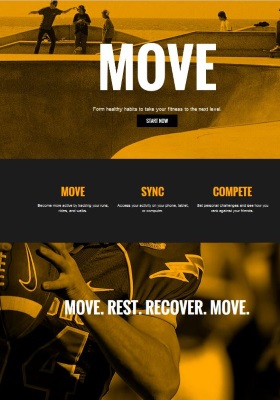 MOVE
Form healthy habits to take your fitness to the next level.
START NOW
MOVE
SYNC
COMPETE
Become more active by tracking your runs,
rides, and walks.
Access your activity on your phone, tablet,
or computer.
Set personal challenges and see how you
rank against your friends.
MOVE. REST. RECOVER. MOVE.